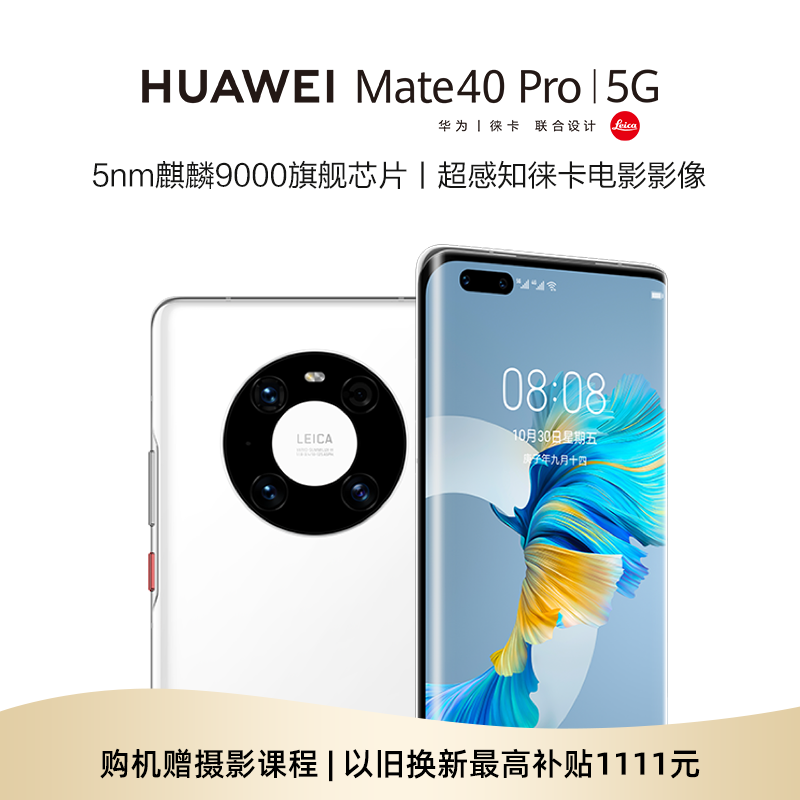 HUAWEI Mate40 Pro|5G
华为 | 徕卡 联合设计 Leica
5nm麒麟9000旗舰芯片 | 超感知徕卡电影影像
LEICA
08:08
10月30日星期五
庚子年九月十四
购机赠摄影课程 | 以旧换新最高补贴1111元